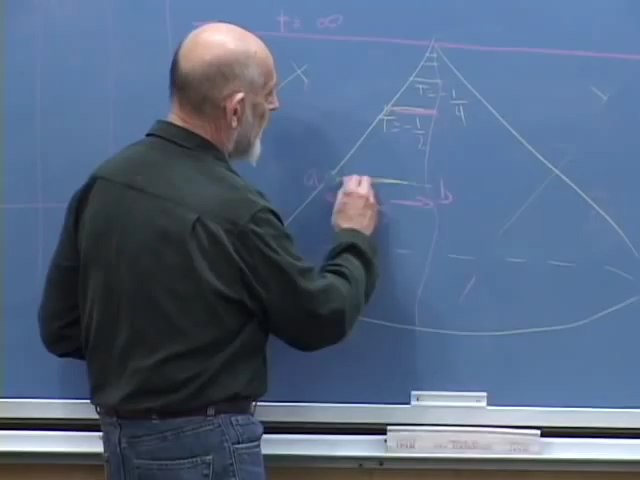 t = ∞
X
T = -1/4
Y
T = -1/2
a
b